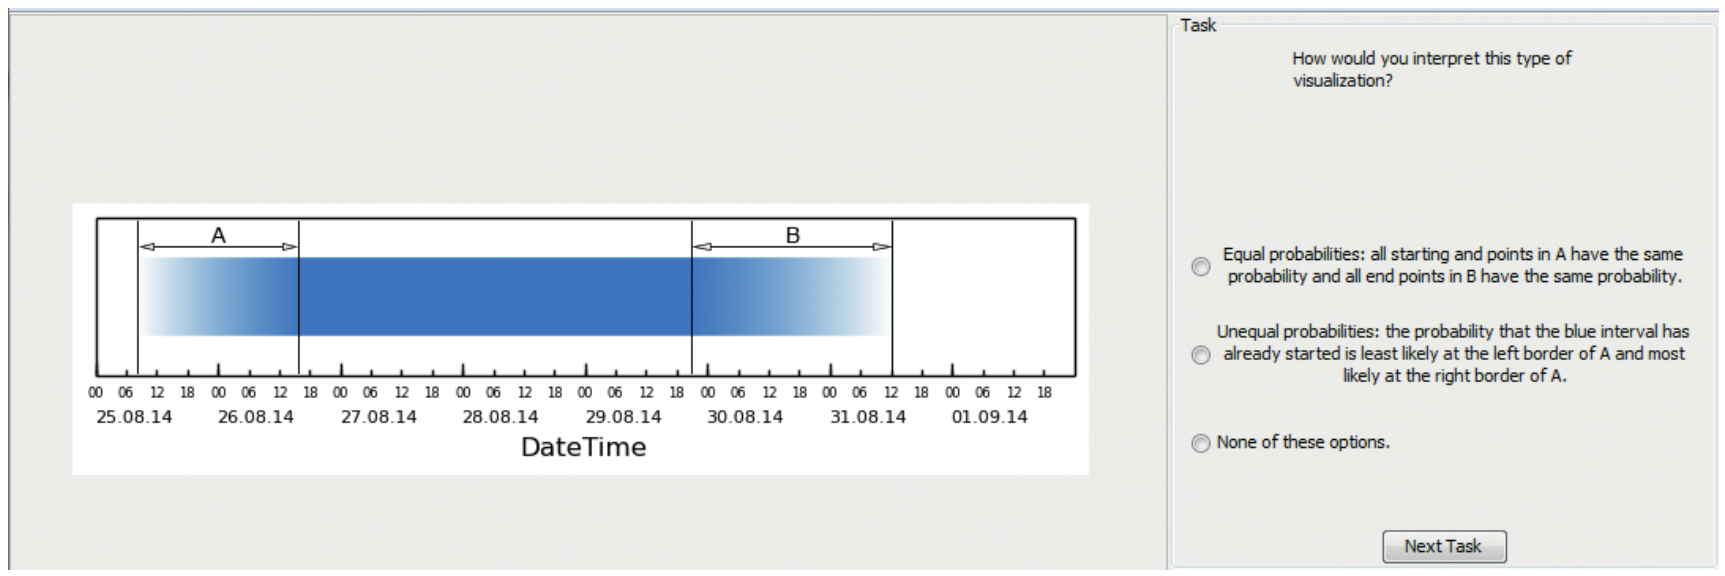 Task
How would you interpret this type of
visualization?
A
B
00 06 12 18 00 06 12 18 00 06 12 18 00 06 12 18 00 06 12 18 00 06 12 18 00 06 12 18 00 06 12 18
25.08.14 26.08.14 27.08.14 28.08.14 29.08.14 30.08.14 31.08.14 01.09.14
DateTime
Equal probabilities: all starting and points in A have the same
probability and all end points in B have the same probability.
Unequal probabilities: the probability that the blue interval has
already started is least likely at the left border of A and most
likely at the right border of A.
None of these options.
Next Task